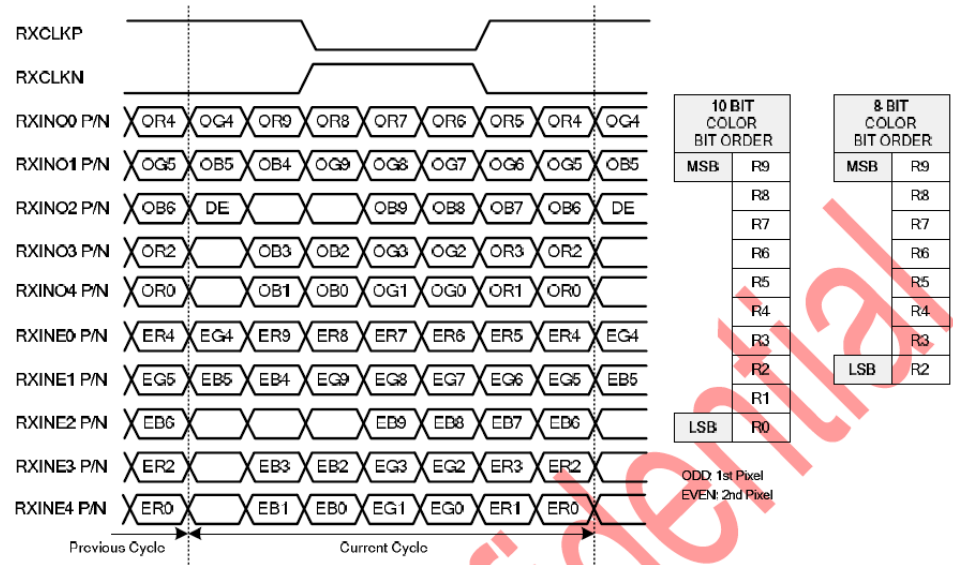 RXCLKP
RXCLKN
RXINO0 P/N OR4 OG4 OR9 OR8 OR7 OR6 OR5 OR4 OG4
RXINO1 P/N OG5 OB5 OB4 OG9 OG8 OG7 OG6 OG5 OB5
RXINO2 P/N OB6 DE OB9 OB8 OB7 OB6 DE
RXINO3 P/N OR2 OB3 OB2 OG3 OG2 OR3 OR2
RXINO4 P/N OR0 OB1 OB0 OG1 OG0 OR1 OR0
RXINE0 P/N ER4 EG4 ER9 ER8 ER7 ER6 ER5 ER4 EG4
RXINE1 P/N EG5 EB5 EB4 EG9 EG8 EG7 EG6 EG5 EB5
RXINE2 P/N EB6 EB9 EB8 EB7 EB6
RXINE3 P/N ER2 EB3 EB2 EG3 EG2 ER3 ER2
RXINE4 P/N ER0 EB1 EB0 EG1 EG0 ER1 ER0
Previous Cycle Current Cycle
10 BIT
COLOR
BIT ORDER
MSB R9
R8
R7
R6
R5
R4
R3
R2
R1
LSB R0
8-BIT
COLOR
BIT ORDER
MSB R9
R8
R7
R6
R5
R4
R3
LSB R2
ODD: 1st Pixel
EVEN: 2nd Pixel
fidential